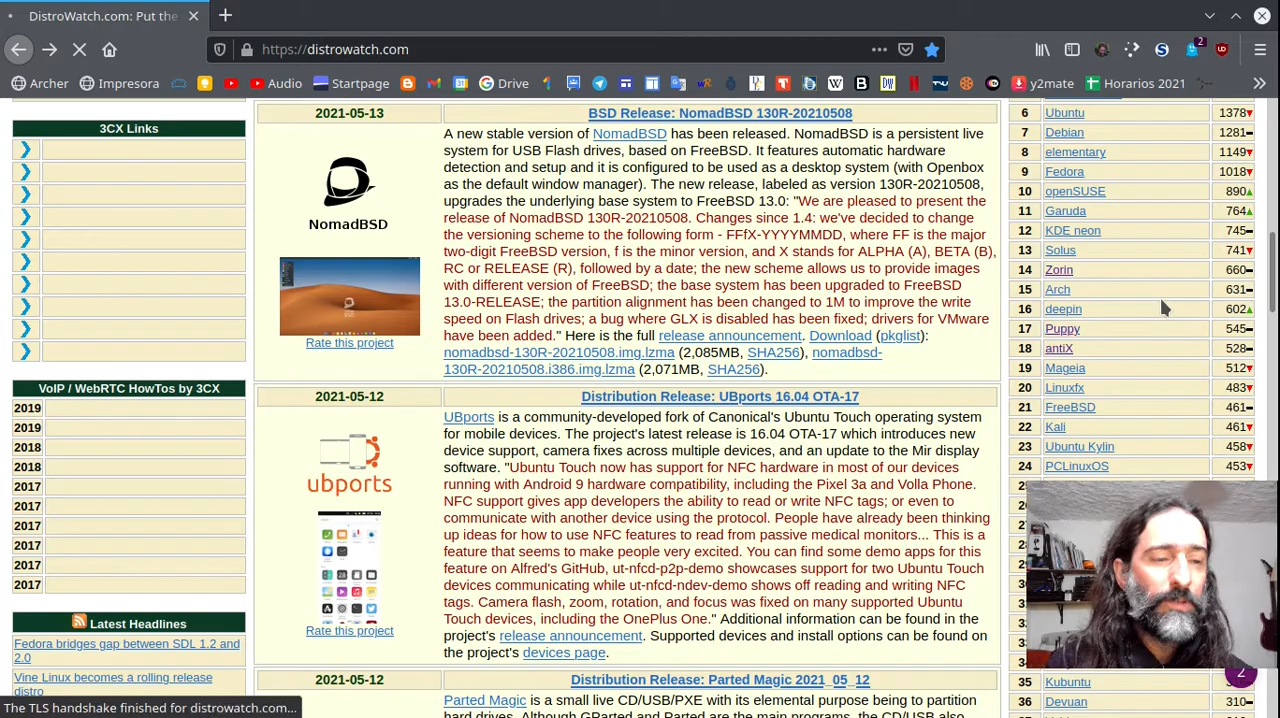 DistroWatch.com: Put the
https://distrowatch.com
2
Archer
Impresora
Audio
Startpage
Drive
y2mate
Horarios 2021
3CX Links
VoIP / WebRTC HowTos by 3CX
2019
2019
2018
2018
2017
2017
2017
2017
2017
2017
Latest Headlines
Fedora bridges gap between SDL 1.2 and
2.0
Vine Linux becomes a rolling release
distro
The TLS handshake finished for distrowatch.com...
2021-05-13
BSD Release: NomadBSD 130R-20210508
NomadBSD
Rate this project
A new stable version of NomadBSD has been released. NomadBSD is a persistent live
system for USB Flash drives, based on FreeBSD. It features automatic hardware
detection and setup and it is configured to be used as a desktop system (with Openbox
as the default window manager). The new release, labeled as version 130R-20210508,
upgrades the underlying base system to FreeBSD 13.0: "We are pleased to present the
release of NomadBSD 130R-20210508. Changes since 1.4: we've decided to change
the versioning scheme to the following form - FFfX-YYYYMMDD, where FF is the major
two-digit FreeBSD version, f is the minor version, and X stands for ALPHA (A), BETA (B),
RC or RELEASE (R), followed by a date; the new scheme allows us to provide images
with different version of FreeBSD; the base system has been upgraded to FreeBSD
13.0-RELEASE; the partition alignment has been changed to 1M to improve the write
speed on Flash drives; a bug where GLX is disabled has been fixed; drivers for VMware
have been added." Here is the full release announcement. Download (pkglist):
nomadbsd-130R-20210508.img.lzma (2,085MB, SHA256), nomadbsd-
130R-20210508.i386.img.lzma (2,071MB, SHA256).
2021-05-12
Distribution Release: UBports 16.04 OTA-17
ubports
Rate this project
UBports is a community-developed fork of Canonical's Ubuntu Touch operating system
for mobile devices. The project's latest release is 16.04 OTA-17 which introduces new
device support, camera fixes across multiple devices, and an update to the Mir display
software. "Ubuntu Touch now has support for NFC hardware in most of our devices
running with Android 9 hardware compatibility, including the Pixel 3a and Volla Phone.
NFC support gives app developers the ability to read or write NFC tags; or even to
communicate with another device using the protocol. People have already been thinking
up ideas for how to use NFC features to read from passive medical monitors... This is a
feature that seems to make people very excited. You can find some demo apps for this
feature on Alfred's GitHub, ut-nfcd-p2p-demo showcases support for two Ubuntu Touch
devices communicating while ut-nfcd-ndev-demo shows off reading and writing NFC
tags. Camera flash, zoom, rotation, and focus was fixed on many supported Ubuntu
Touch devices, including the OnePlus One." Additional information can be found in the
project's release announcement. Supported devices and install options can be found on
the project's devices page.
2021-05-12
Distribution Release: Parted Magic 2021_05_12
Parted Magic is a small live CD/USB/PXE with its elemental purpose being to partition
hard drives. Although GParted and Parted are the main programs, the CD/USB also
6 Ubuntu 1378
7 Debian 1281
8 elementary 1149
9 Fedora 1018
10 openSUSE 890
11 Garuda 764
12 KDE neon 745
13 Solus 741
14 Zorin 660
15 Arch 631
16 deepin 602
17 Puppy 545
18 antiX 528
19 Mageia 512
20 Linuxfx 483
21 FreeBSD 461
22 Kali 461
23 Ubuntu Kylin 458
24 PCLinuxOS 453
35 Kubuntu
36 Devuan 310
2